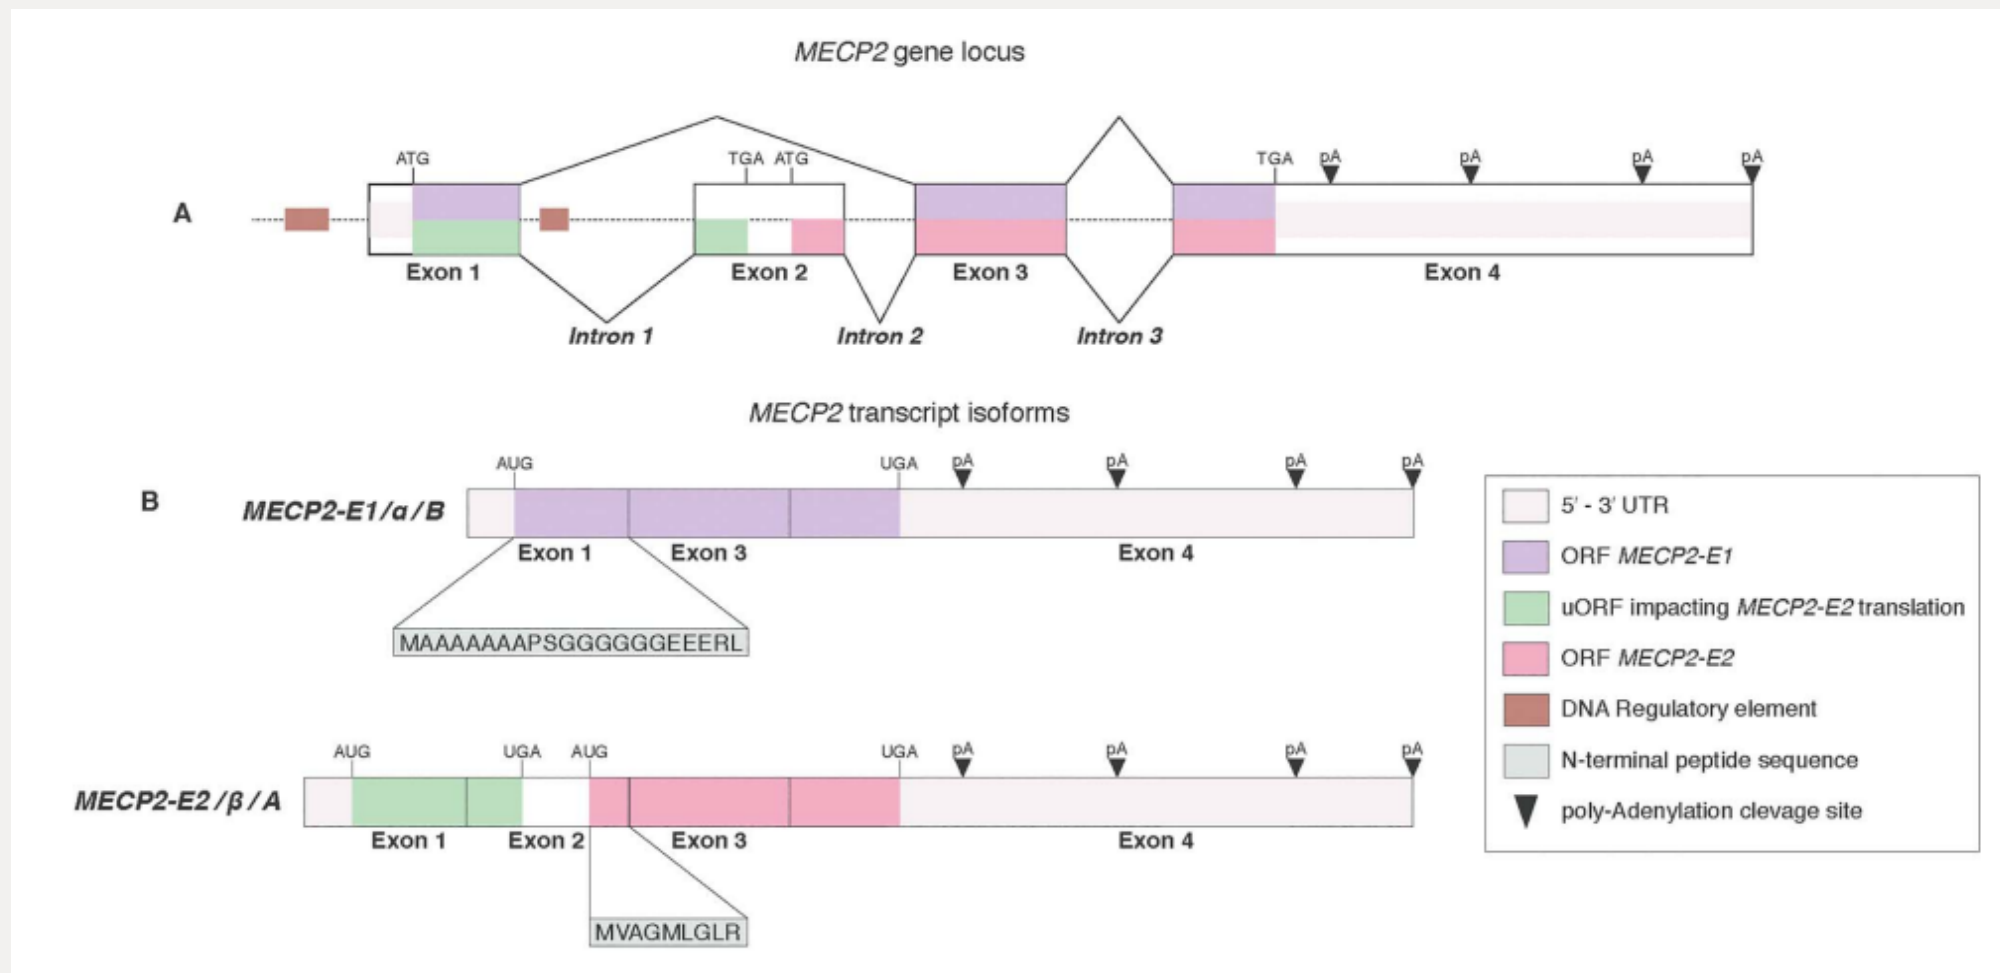 MECP2 gene locus
ATG TGA ATG TGA pA pA pA pA
A
Exon 1 Exon 2 Exon 3 Exon 4
Intron 1 Intron 2 Intron 3
MECP2 transcript isoforms
AUG UGA pA pA pA pA
B MECP2-E1/α/B
Exon 1 Exon 3 Exon 4
MAAAAAAAPSGGGGGGEEERL
AUG UGA AUG UGA pA pA pA pA
MECP2-E2/β/A
Exon 1 Exon 2 Exon 3 Exon 4
MVAGMLGLR
5' - 3' UTR
ORF MECP2-E1
uORF impacting MECP2-E2 translation
ORF MECP2-E2
DNA Regulatory element
N-terminal peptide sequence
poly-Adenylation clevage site